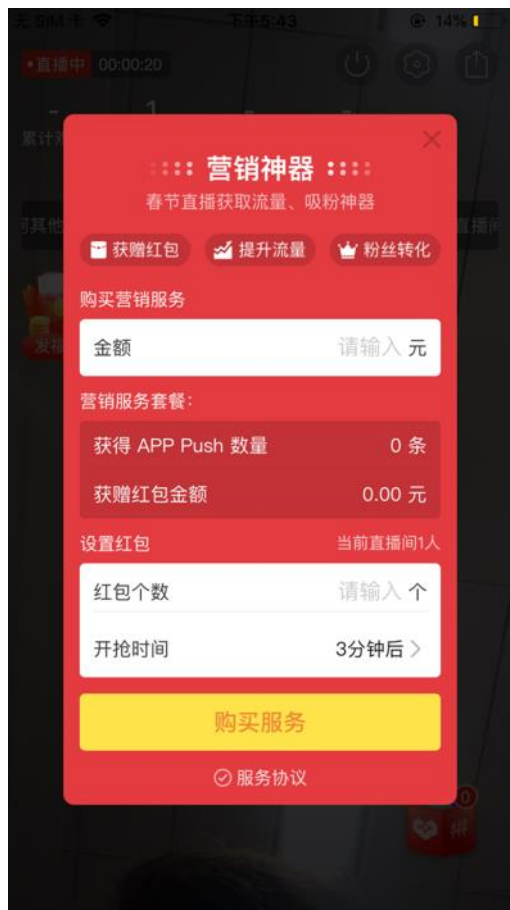 无 SIM 卡
下午5:43
14%
直播中 00:00:20
1
累计
营销神器
春节直播获取流量、吸粉神器
获赠红包 提升流量 粉丝转化
购买营销服务
金额 请输入 元
营销服务套餐：
获得 APP Push 数量 0 条
获赠红包金额 0.00 元
设置红包 当前直播间1人
红包个数 请输入 个
开抢时间 3分钟后
购买服务
服务协议
0
拼